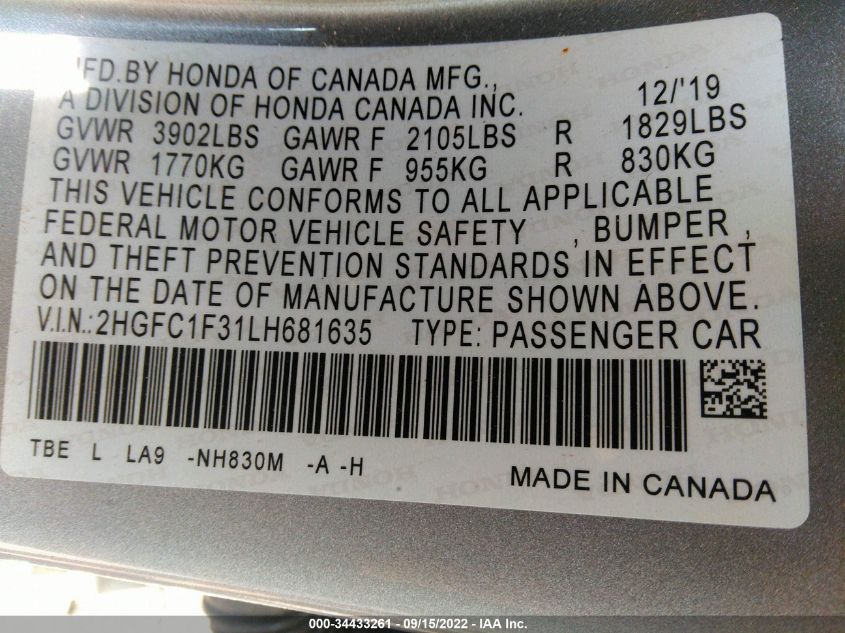 MFD.BY HONDA OF CANADA MFG.,
A DIVISION OF HONDA CANADA INC. 12/'19
GVWR 3902LBS GAWR F 2105LBS R 1829LBS
GVWR 1770KG GAWR F 955KG R 830KG
THIS VEHICLE CONFORMS TO ALL APPLICABLE
FEDERAL MOTOR VEHICLE SAFETY , BUMPER ,
AND THEFT PREVENTION STANDARDS IN EFFECT
ON THE DATE OF MANUFACTURE SHOWN ABOVE.
V.I.N.:2HGFC1F31LH681635 TYPE: PASSENGER CAR
TBE L LA9 -NH830M -A -H
MADE IN CANADA
000-34433261 - 09/15/2022 - IAA Inc.